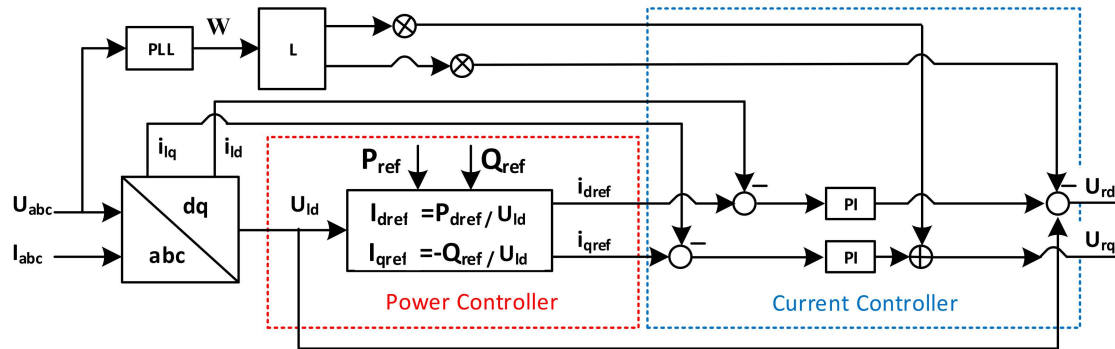 PLL
W
L
i_lq
i_ld
P_ref
Q_ref
U_abc
I_abc
dq
abc
U_ld
I_dref =P_dref/ U_ld
I_qref =-Q_ref/ U_ld
i_dref
i_qref
–
–
–
PI
PI
U_rd
U_rq
Power Controller
Current Controller